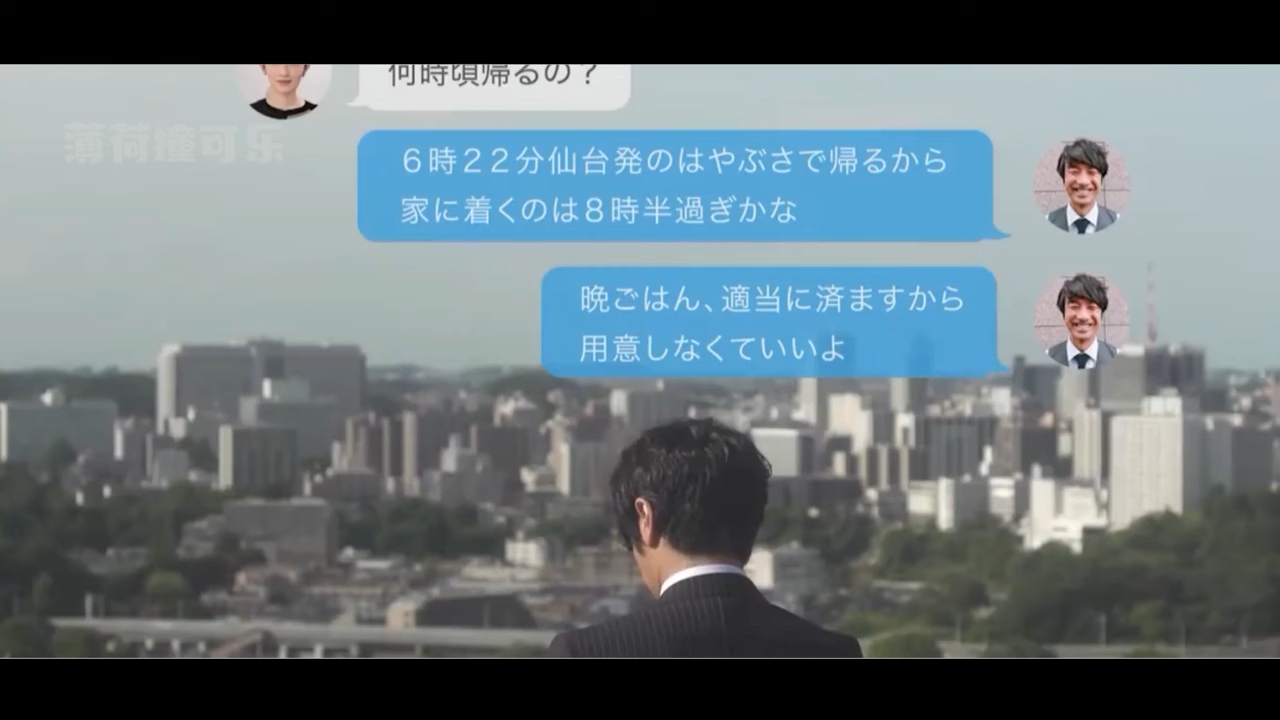 何時頃帰るの？
薄荷撞可乐
６時２２分仙台発のはやぶさで帰るから
家に着くのは８時半過ぎかな
晩ごはん、適当に済ますから
用意しなくていいよ